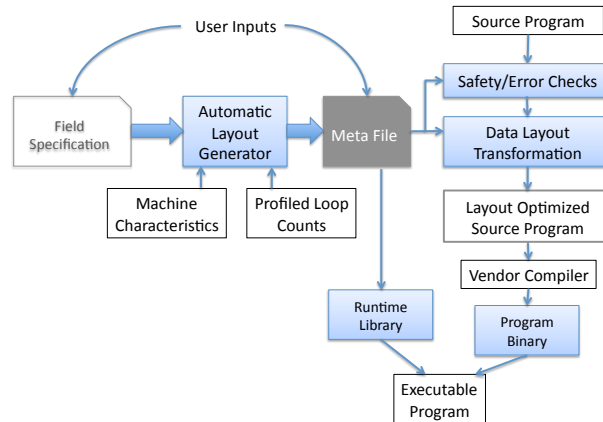 User Inputs
Source Program
Safety/Error Checks
Field
Specification
Automatic
Layout
Generator
Meta File
Data Layout
Transformation
Machine
Characteristics
Profiled Loop
Counts
Layout Optimized
Source Program
Vendor Compiler
Runtime
Library
Program
Binary
Executable
Program